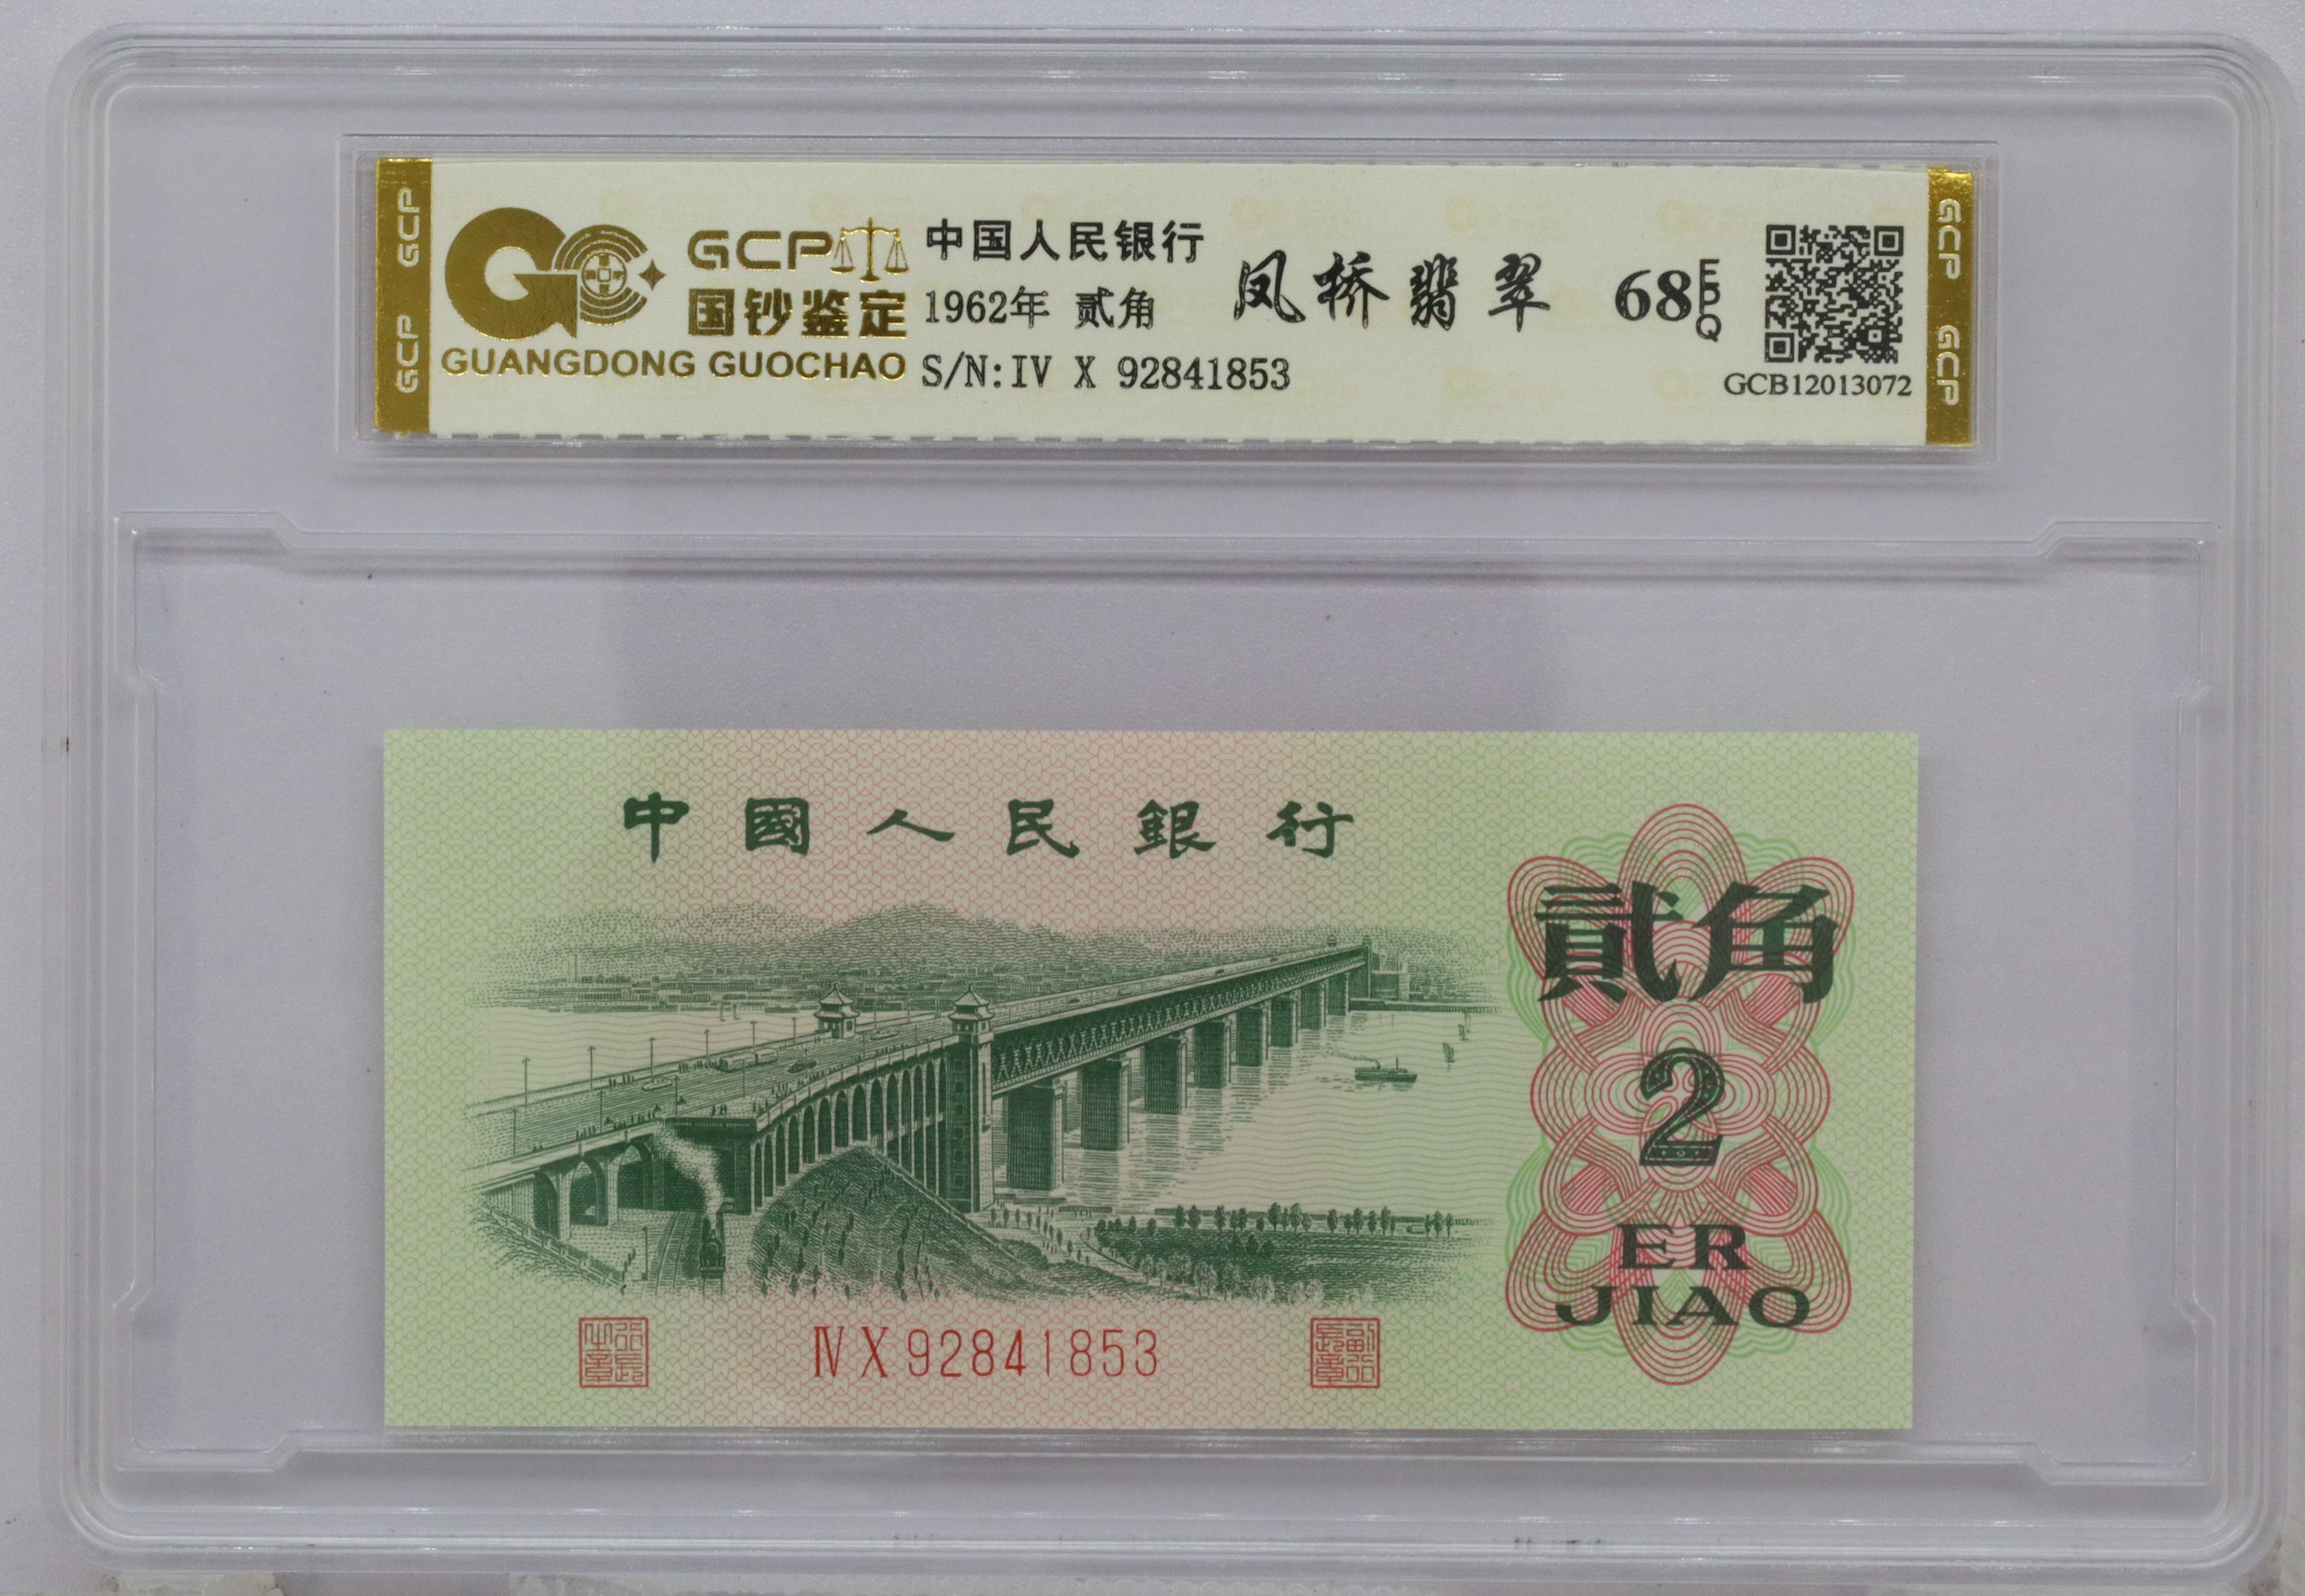 GCP
GCP
GCP
国钞鉴定
GUANGDONG GUOCHAO
中国人民银行
1962年 贰角
S/N:IV X 92841853
凤桥翡翠
68 EPQ
GCB12013072
GCP
GCP
中國人民銀行
貳角
2
ER
JIAO
ⅣX92841853